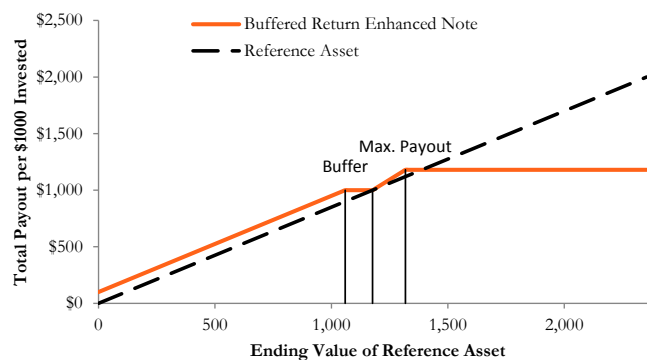 $2,500
Buffered Return Enhanced Note
Reference Asset
$2,000
$1,500
Max. Payout
Buffer
$1,000
$500
$0
0
500
1,000
1,500
2,000
Total Payout per $1000 Invested
Ending Value of Reference Asset